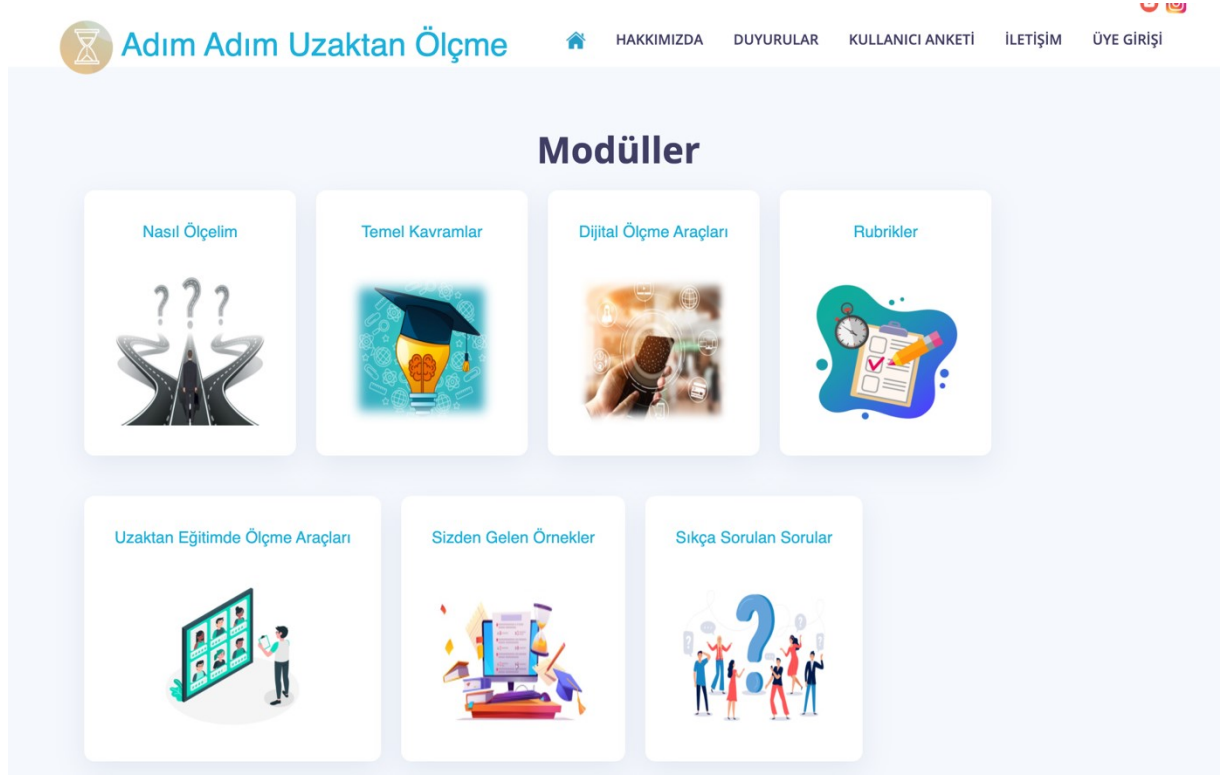 Adım Adım Uzaktan Ölçme
HAKKIMIZDA DUYURULAR KULLANICI ANKETİ İLETİŞİM ÜYE GİRİŞİ
Modüller
Nasıl Ölçelim
Temel Kavramlar
Dijital Ölçme Araçları
Rubrikler
Uzaktan Eğitimde Ölçme Araçları
Sizden Gelen Örnekler
Sıkça Sorulan Sorular